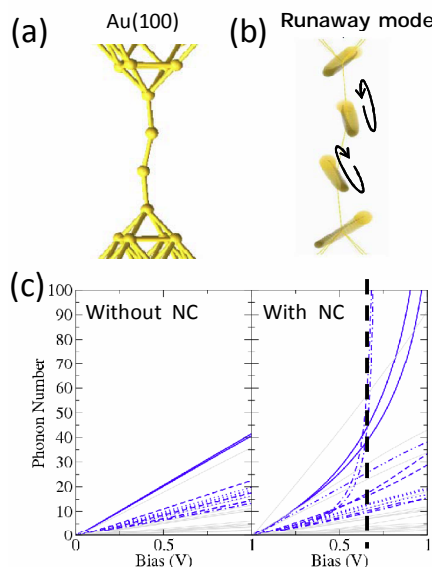 (a)
Au(100)
(b)
Runaway mode
(c)
Without NC
With NC
Phonon Number
100
90
80
70
60
50
40
30
20
10
0
0
0.5
1
0.5
1
Bias (V)
Bias (V)